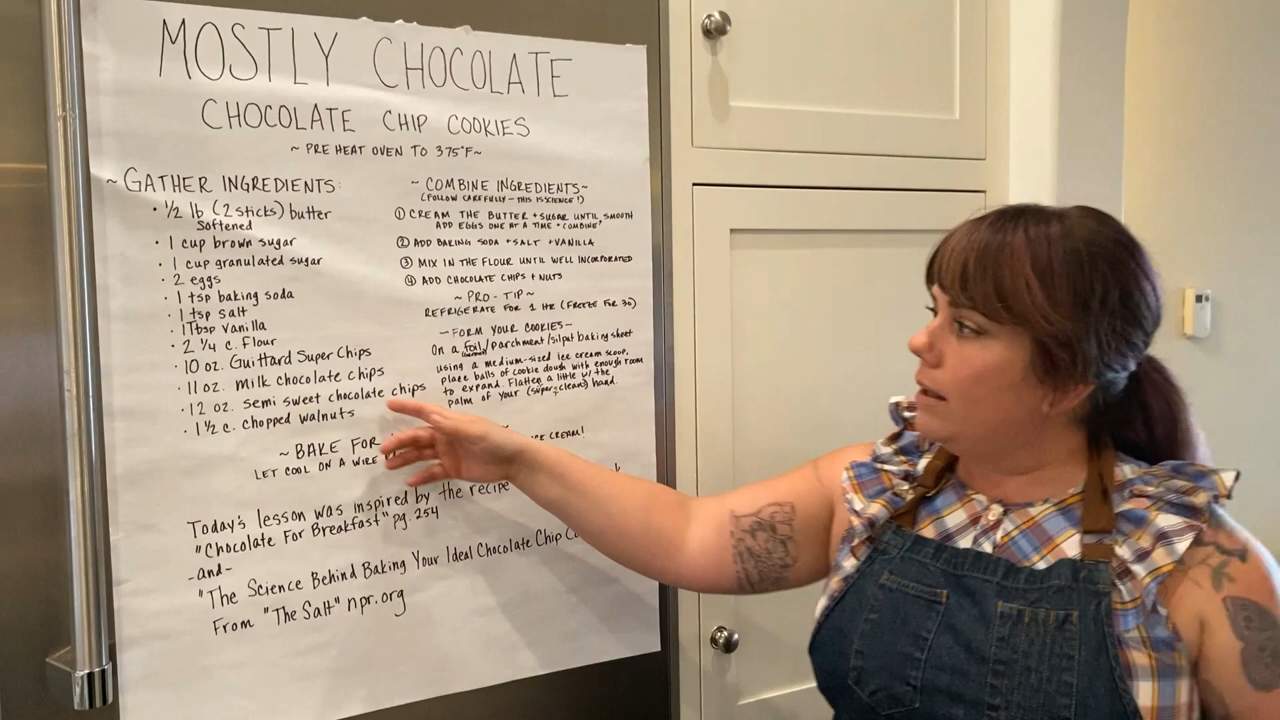 MOSTLY CHOCOLATE
CHOCOLATE CHIP COOKIES
~ PRE HEAT OVEN TO 375°F ~
~ GATHER INGREDIENTS:
· 1/2 lb (2 sticks) butter
Softened
· 1 cup brown sugar
· 1 cup granulated sugar
· 2 eggs
· 1 tsp baking soda
· 1 tsp salt
· 1 Tbsp vanilla
· 2 1/4 c. flour
· 10 oz. Guittard Super Chips
· 11 oz. milk chocolate chips
· 12 oz. semi sweet chocolate chips
· 1 1/2 c. chopped walnuts
~ COMBINE INGREDIENTS ~
(FOLLOW CAREFULLY - THIS IS SCIENCE!)
① CREAM THE BUTTER + SUGAR UNTIL SMOOTH
ADD EGGS ONE AT A TIME + COMBINE
② ADD BAKING SODA + SALT + VANILLA
③ MIX IN THE FLOUR UNTIL WELL INCORPORATED
④ ADD CHOCOLATE CHIPS + NUTS
~ PRO - TIP ~
REFRIGERATE FOR 1 HR (FREEZE FOR 30)
- FORM YOUR COOKIES -
On a foil/parchment/silpat baking sheet
using a medium-sized ice cream scoop,
place balls of cookie dough with enough room
to expand. Flatten a little w/ the
palm of your (super-clean) hand.
~ BAKE FOR
LET COOL ON A WIRE CREAM!
Today's lesson was inspired by the recipe
"Chocolate For Breakfast" pg. 254
- and -
"The Science Behind Baking Your Ideal Chocolate Chip
From "The Salt" npr.org